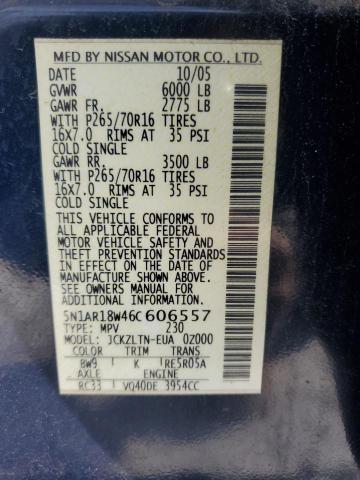 MFD BY NISSAN MOTOR CO., LTD.
DATE 10/05
GVWR 6000 LB
GAWR FR. 2775 LB
WITH P265/70R16 TIRES
16X7.0 RIMS AT 35 PSI
COLD SINGLE
GAWR RR. 3500 LB
WITH P265/70R16 TIRES
16X7.0 RIMS AT 35 PSI
COLD SINGLE
THIS VEHICLE CONFORMS TO
ALL APPLICABLE FEDERAL
MOTOR VEHICLE SAFETY AND
THEFT PREVENTION STANDARDS
IN EFFECT ON THE DATE OF
MANUFACTURE SHOWN ABOVE.
SEE OWNERS MANUAL FOR
ADDITIONAL INFORMATION.
5N1AR18W46C606557
TYPE: MPV 230
MODEL: JCKZLTN-EUA 0Z000
COLOR TRIM TRANS
BW9 K RE5R05A
AXLE ENGINE
RC33 VQ40DE 3954CC